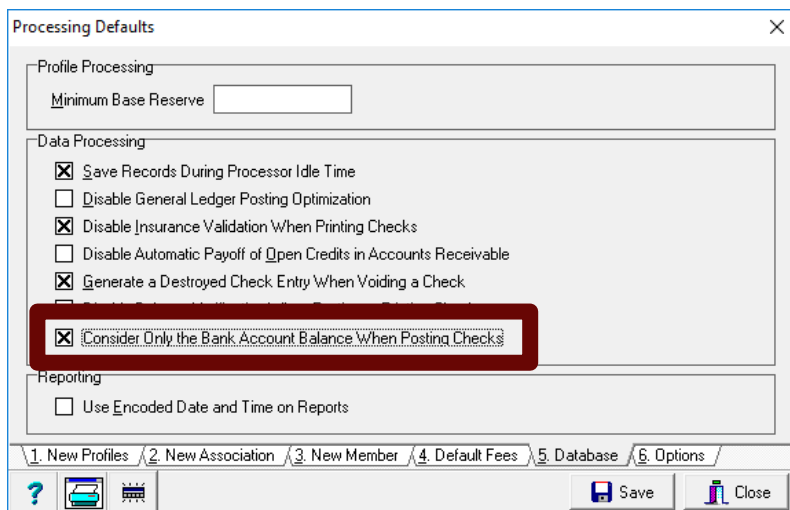 Processing Defaults
Profile Processing
Minimum Base Reserve
Data Processing
Save Records During Processor Idle Time
Disable General Ledger Posting Optimization
Disable Insurance Validation When Printing Checks
Disable Automatic Payoff of Open Credits in Accounts Receivable
Generate a Destroyed Check Entry When Voiding a Check
Consider Only the Bank Account Balance When Posting Checks
Reporting
Use Encoded Date and Time on Reports
1. New Profiles 2. New Association 3. New Member 4. Default Fees 5. Database 6. Options
? Save Close